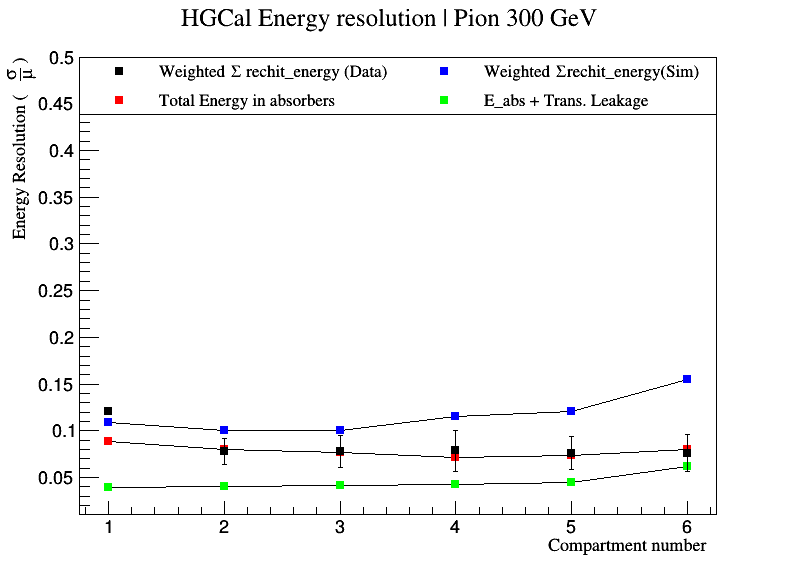 HGCal Energy resolution | Pion 300 GeV
Weighted Σ rechit_energy (Data)
Weighted Σrechit_energy(Sim)
Total Energy in absorbers
E_abs + Trans. Leakage
Energy Resolution ( σ/μ )
0.5
0.45
0.4
0.35
0.3
0.25
0.2
0.15
0.1
0.05
1 2 3 4 5 6
Compartment number